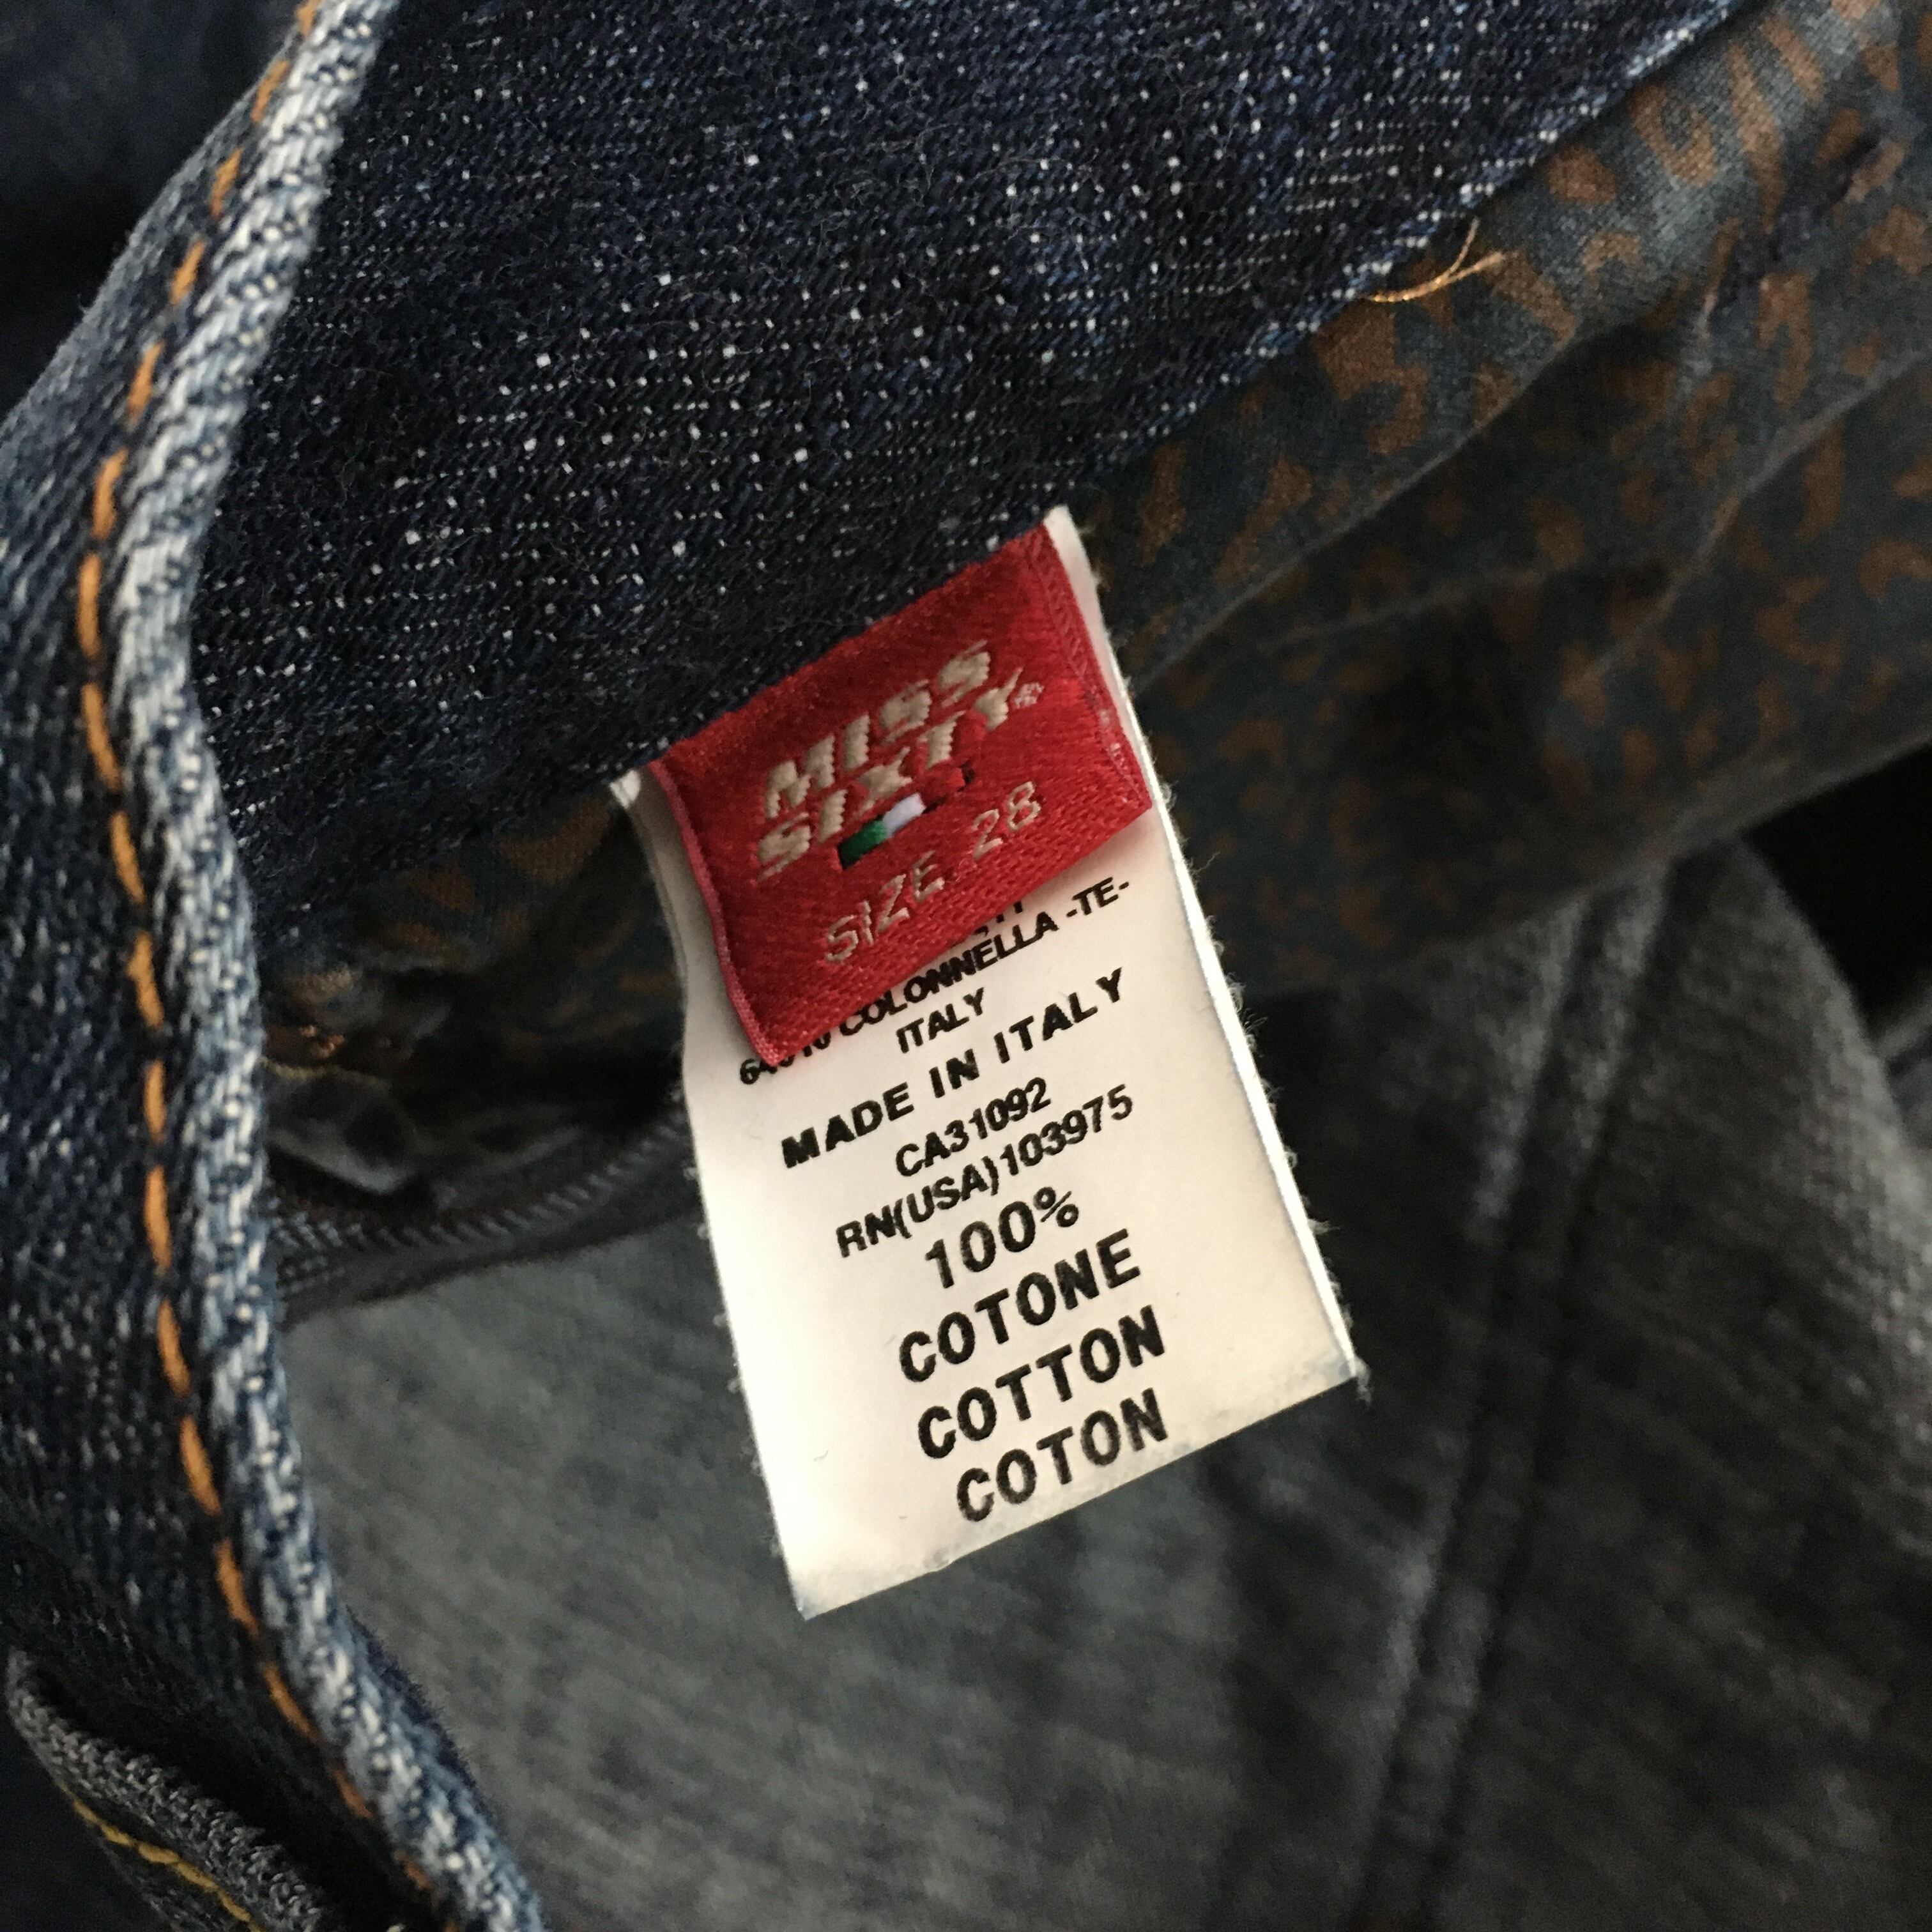 MISS
SIXTY®
SIZE 28
COLONNELLA -TE-
ITALY
MADE IN ITALY
CA31092
RN(USA)103975
100%
COTONE
COTTON
COTON